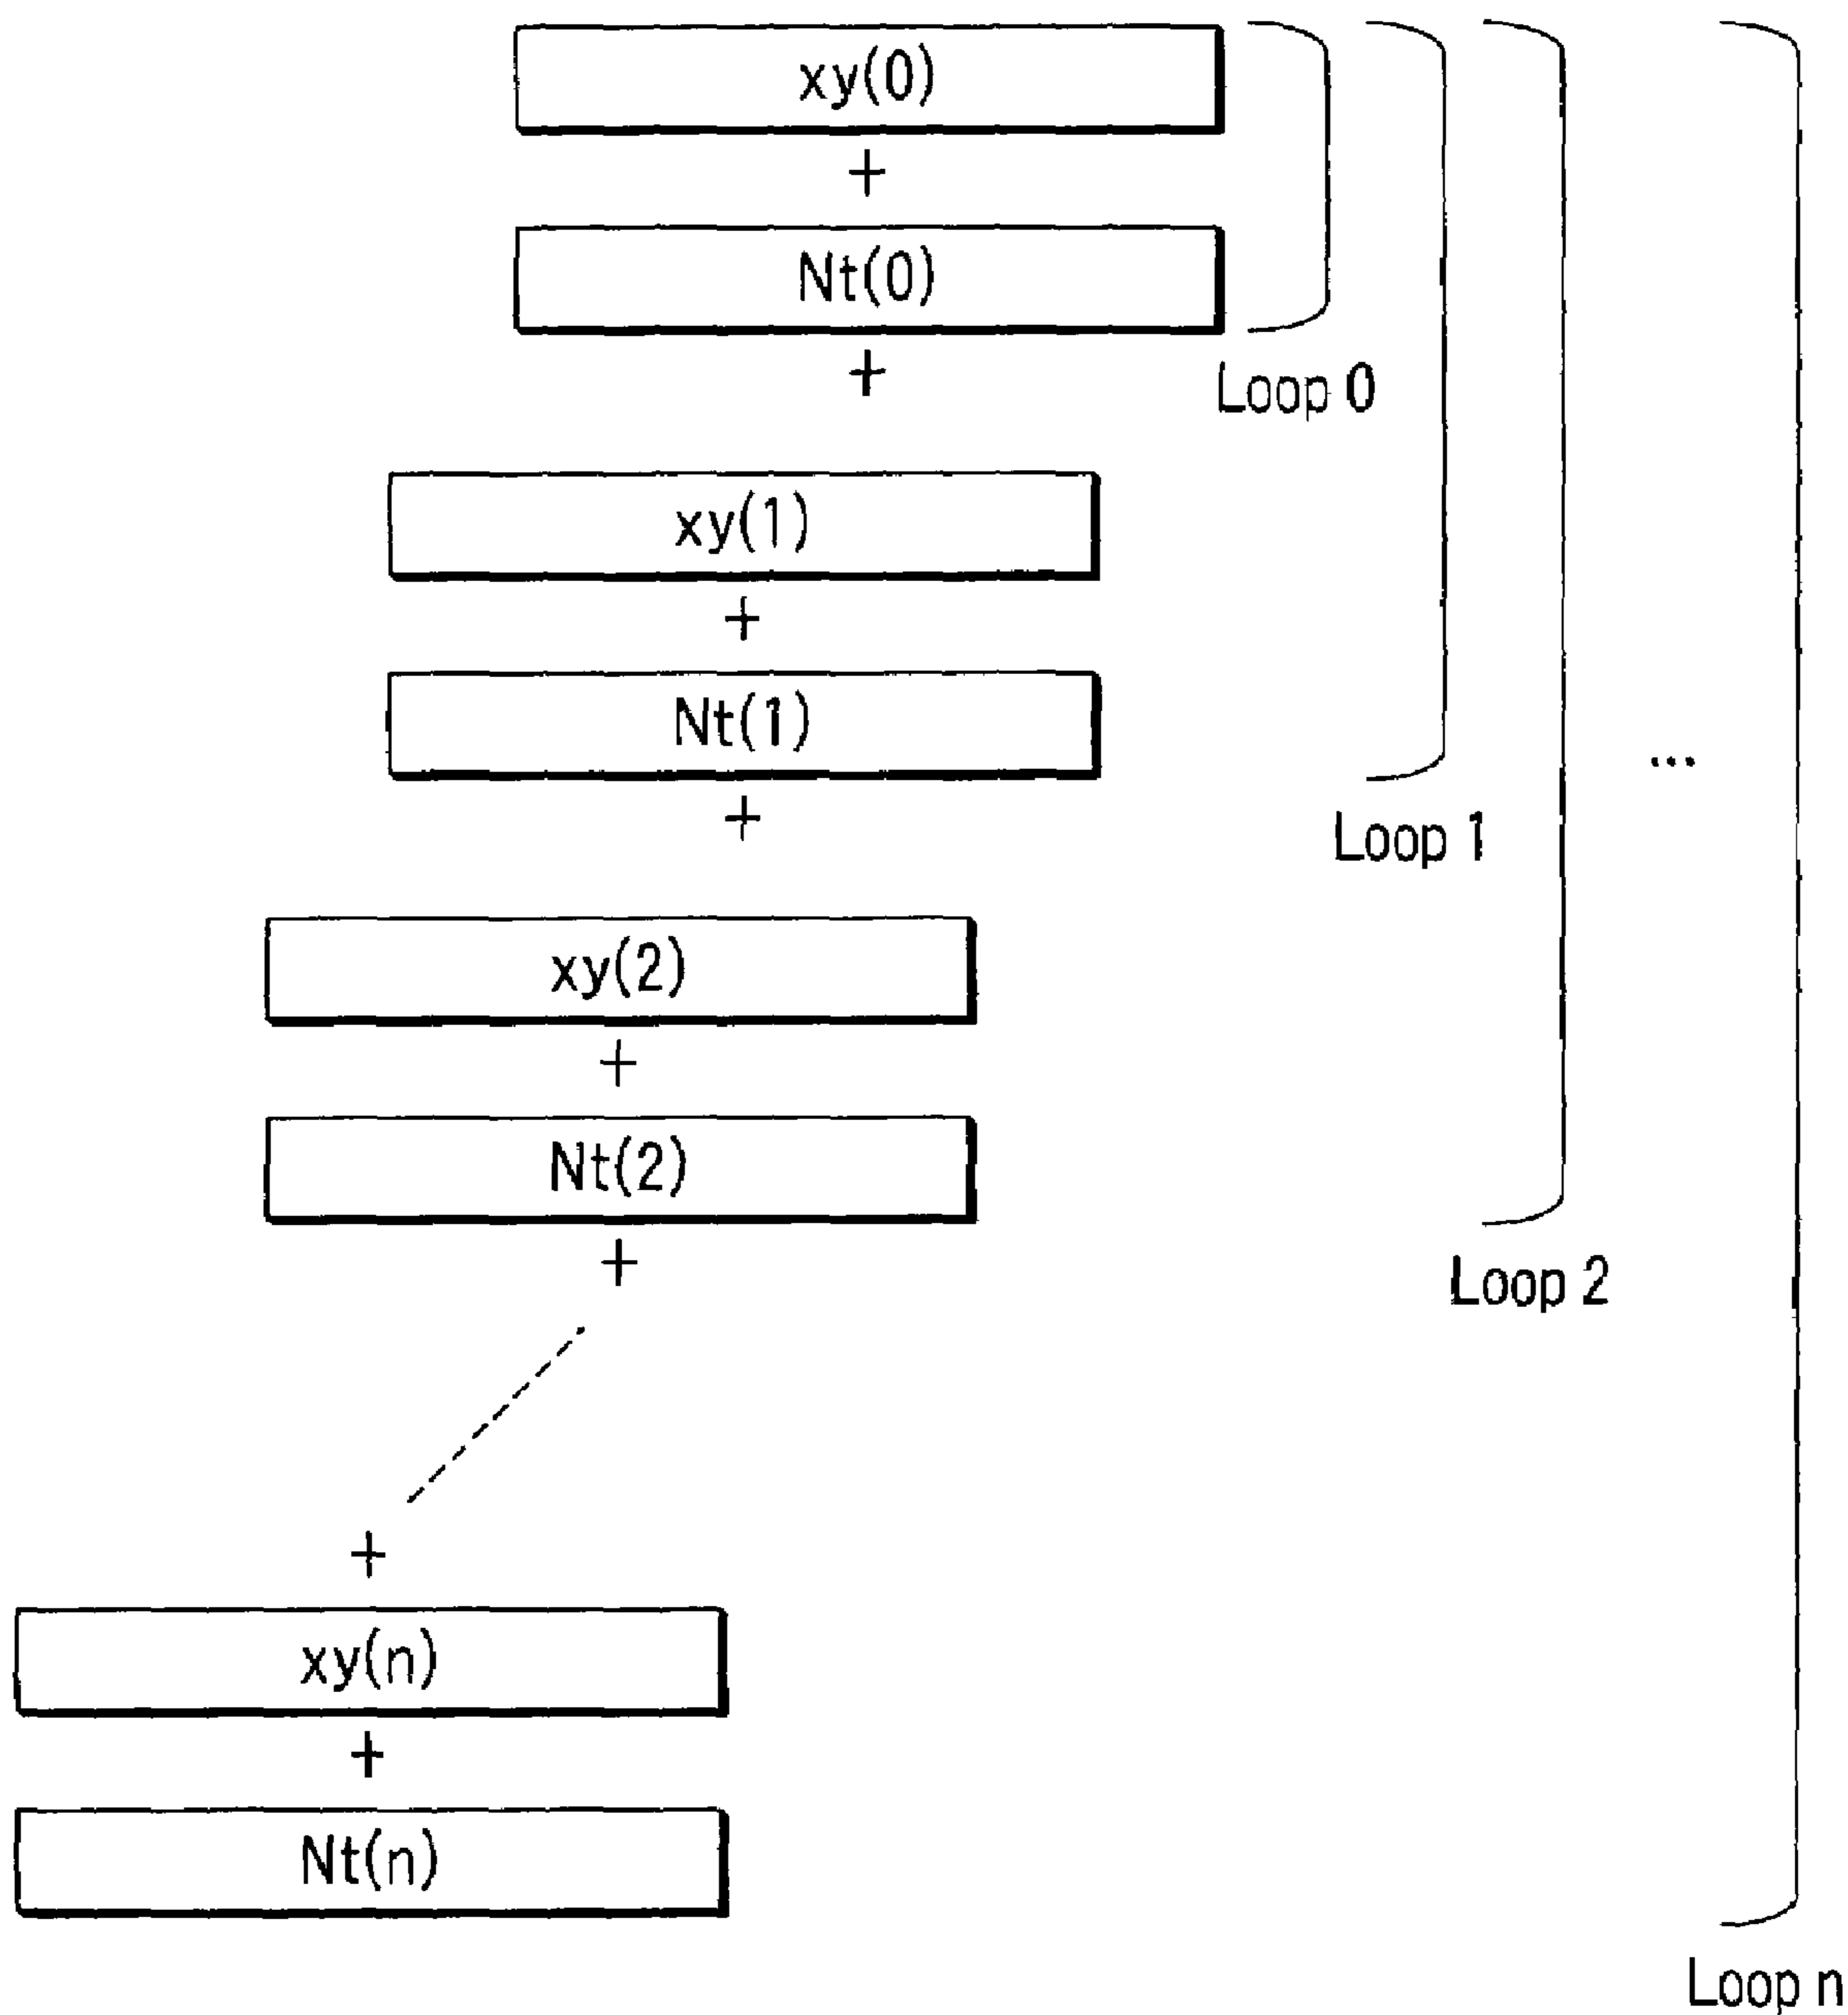 xy(0)
+
Nt(0)
+
Loop 0
xy(1)
+
Nt(1)
+
...
Loop 1
xy(2)
+
Nt(2)
+
Loop 2
+
xy(n)
+
Nt(n)
Loop n